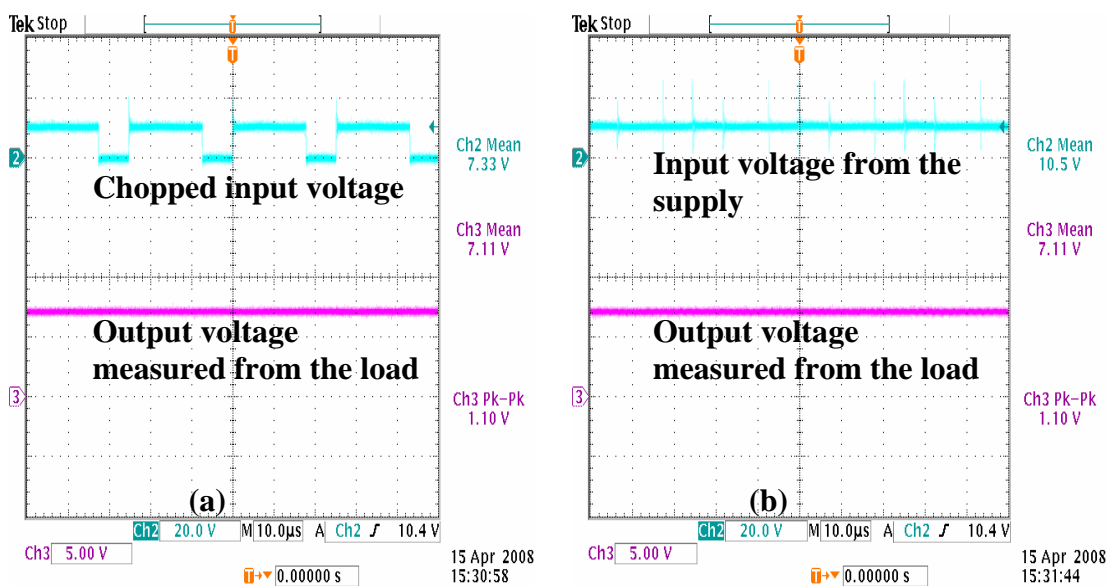 Tek Stop
T
T
2
Chopped input voltage
Ch2 Mean
7.33 V
Ch3 Mean
7.11 V
Output voltage
measured from the load
3
Ch3 Pk-Pk
1.10 V
(a)
Ch2 20.0 V M 10.0µs A Ch2 ʃ 10.4 V
Ch3 5.00 V
T→▼ 0.00000 s
15 Apr 2008
15:30:58
Tek Stop
T
T
2
Input voltage from the
supply
Ch2 Mean
10.5 V
Ch3 Mean
7.11 V
Output voltage
measured from the load
3
Ch3 Pk-Pk
1.10 V
(b)
Ch2 20.0 V M 10.0µs A Ch2 ʃ 10.4 V
Ch3 5.00 V
T→▼ 0.00000 s
15 Apr 2008
15:31:44